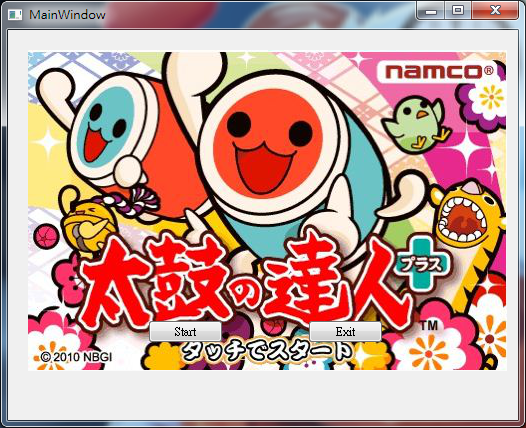 MainWindow
namco®
太鼓の達人
プラス
TM
Start
Exit
タッチでスタート
© 2010 NBGI